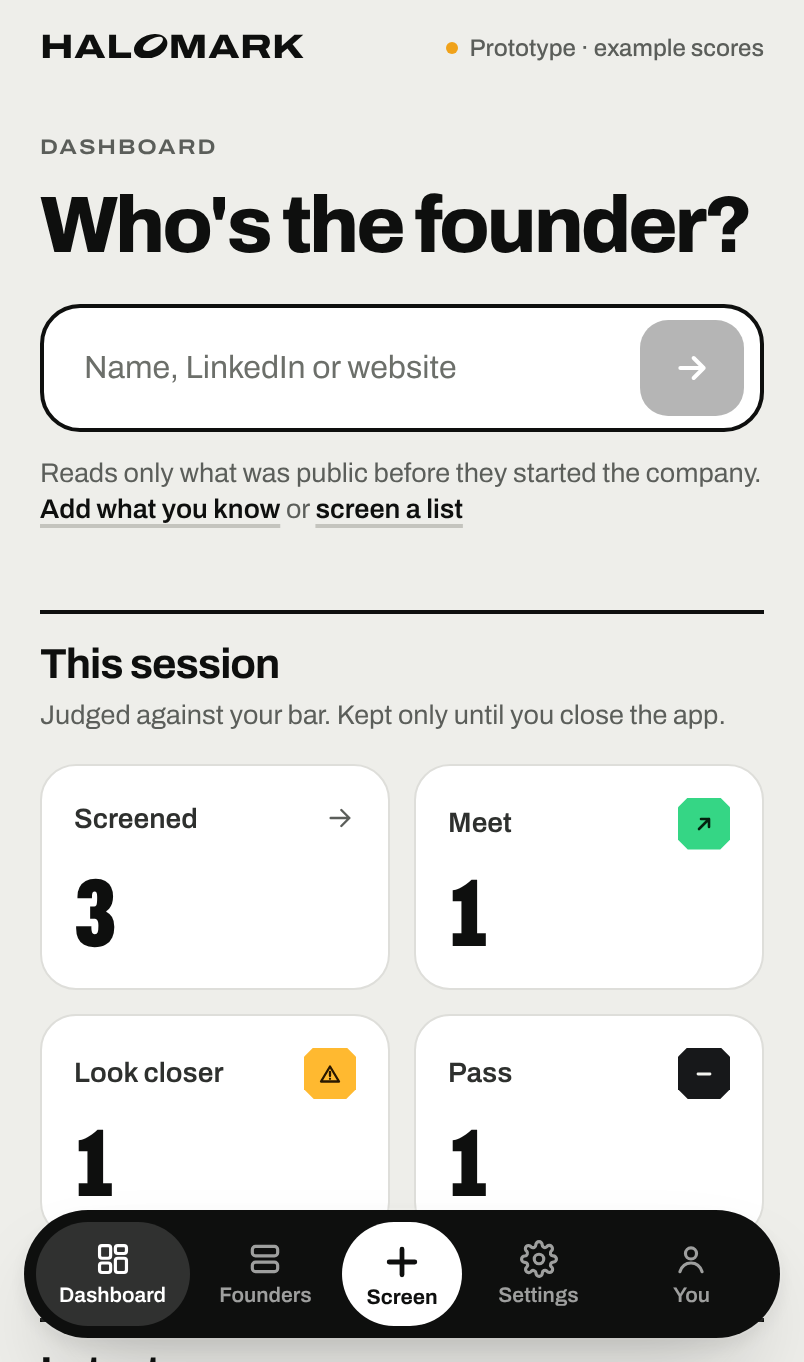 HALOMARK
Prototype · example scores
DASHBOARD
Who's the founder?
Name, LinkedIn or website
Reads only what was public before they started the company.
Add what you know or screen a list
This session
Judged against your bar. Kept only until you close the app.
Screened
3
Meet
1
Look closer
1
Pass
1
Dashboard
Founders
Screen
Settings
You